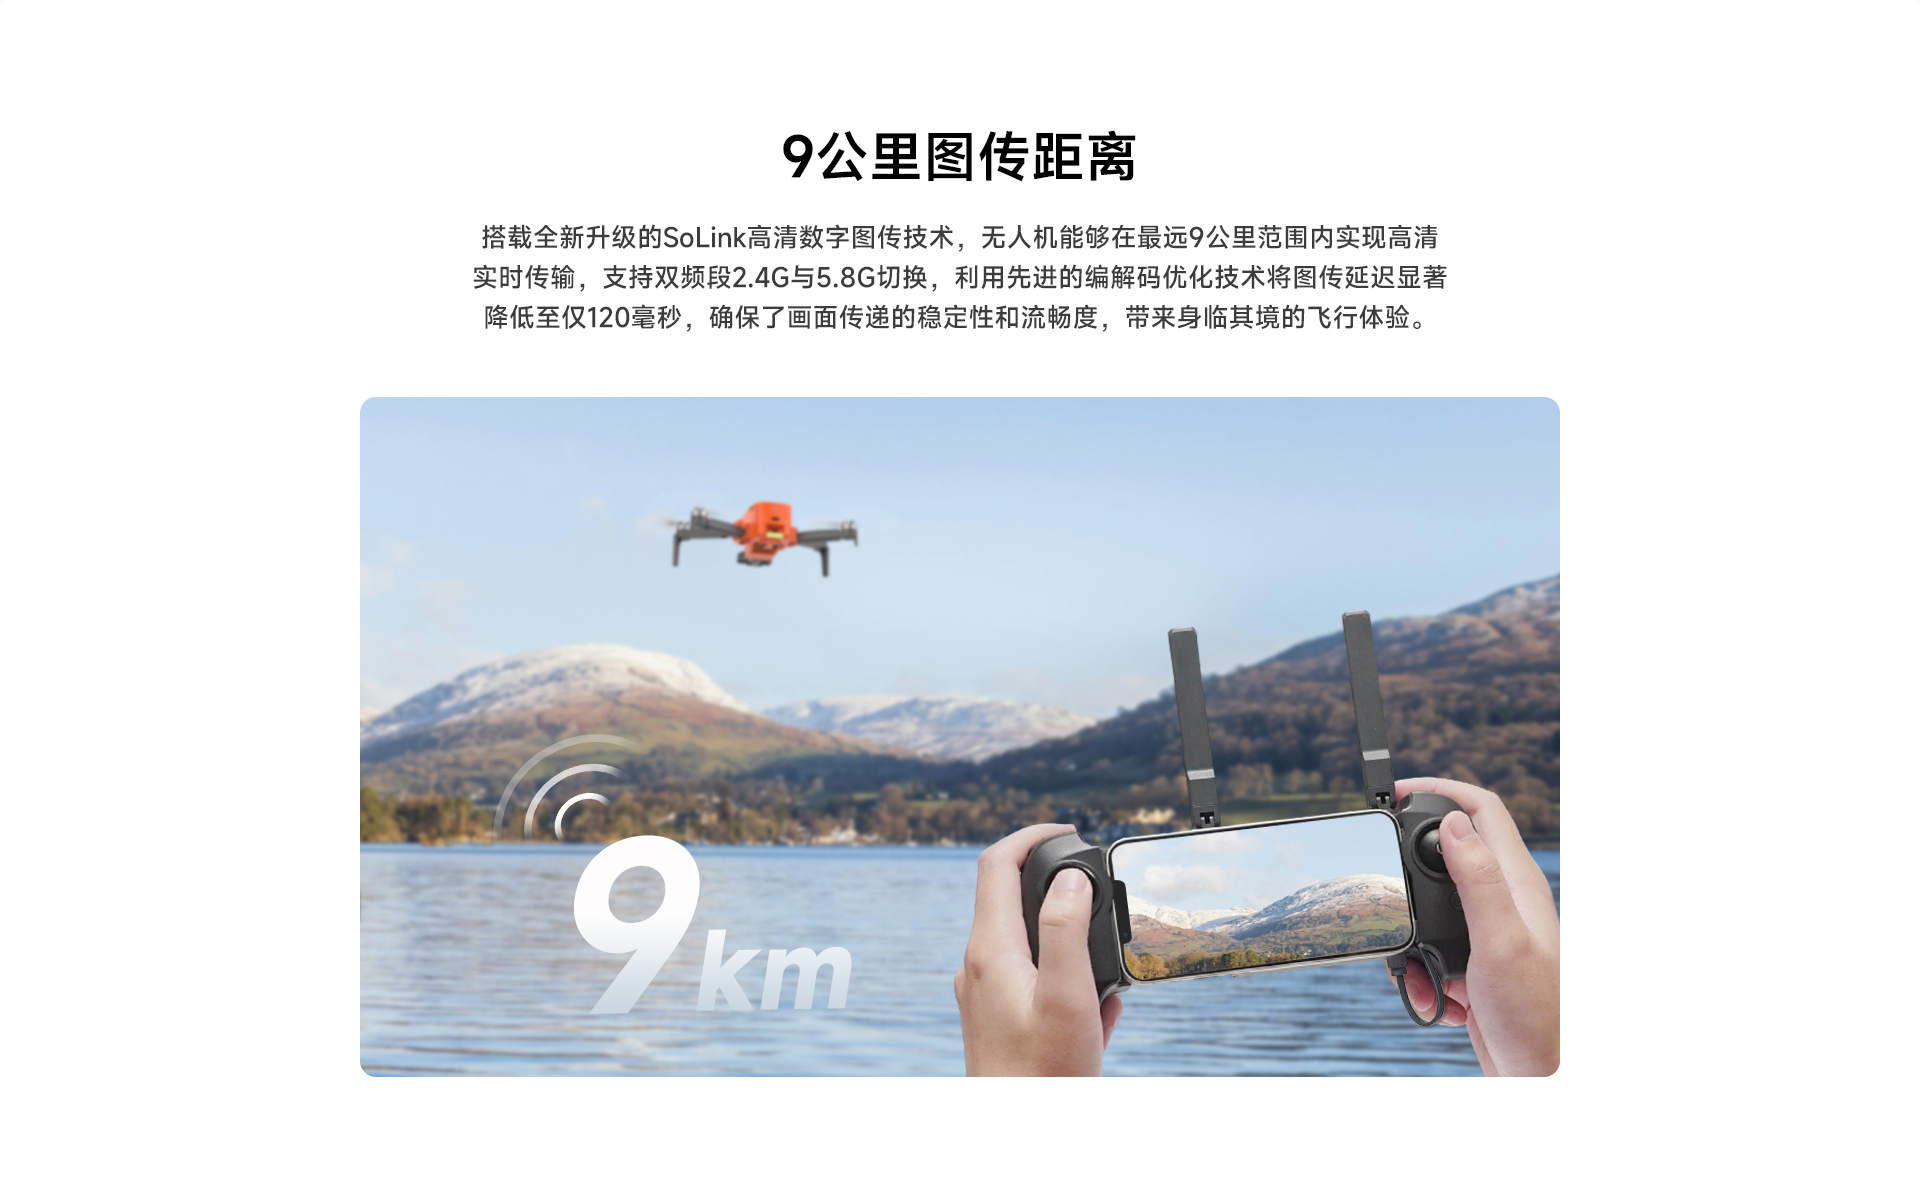 9公里图传距离
搭载全新升级的SoLink高清数字图传技术，无人机能够在最远9公里范围内实现高清
实时传输，支持双频段2.4G与5.8G切换，利用先进的编解码优化技术将图传延迟显著
降低至仅120毫秒，确保了画面传递的稳定性和流畅度，带来身临其境的飞行体验。
9km